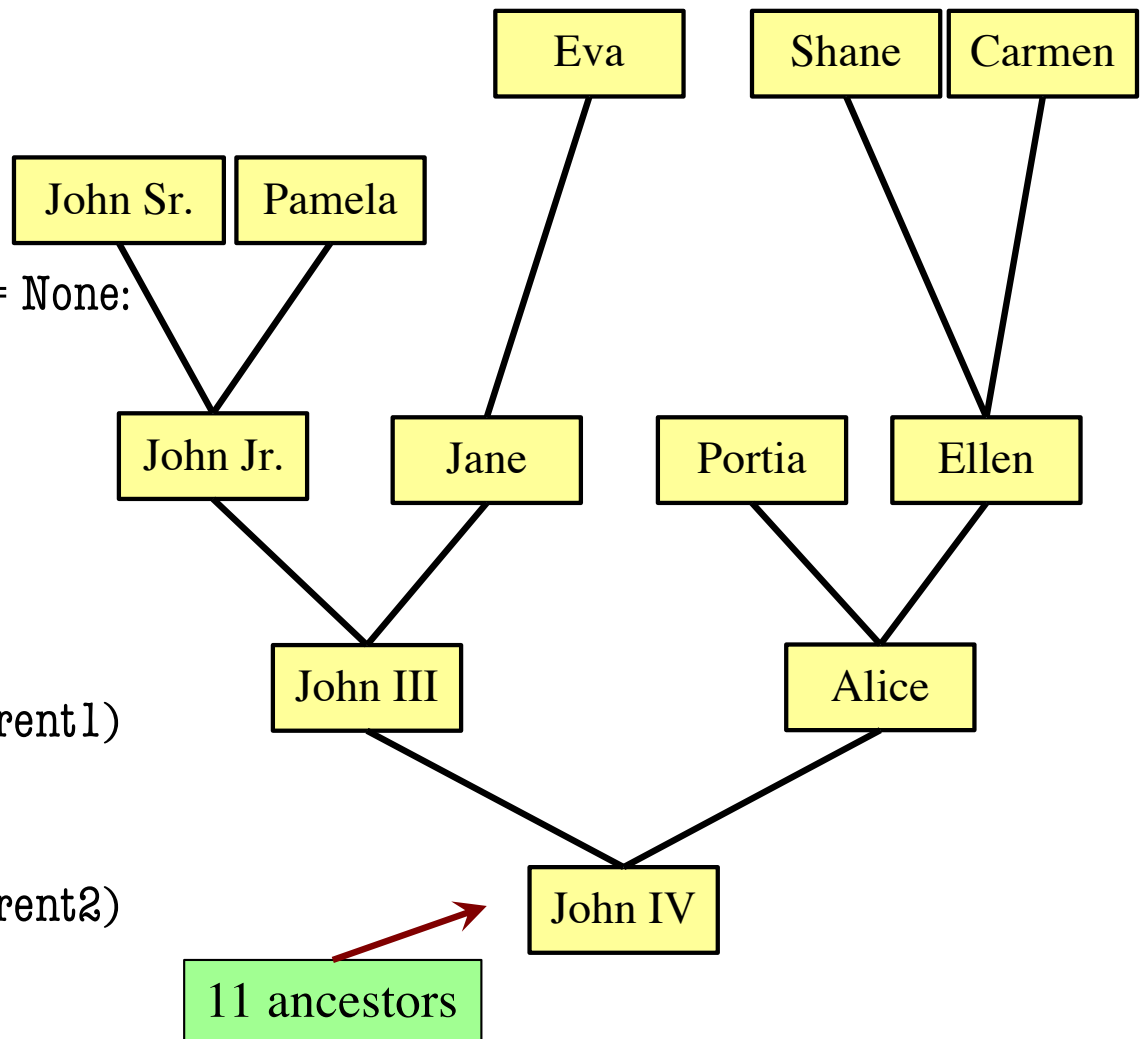 Eva
Shane
Carmen
John Sr.
Pamela
= None:
John Jr.
Jane
Portia
Ellen
John III
Alice
rent1)
John IV
rent2)
11 ancestors